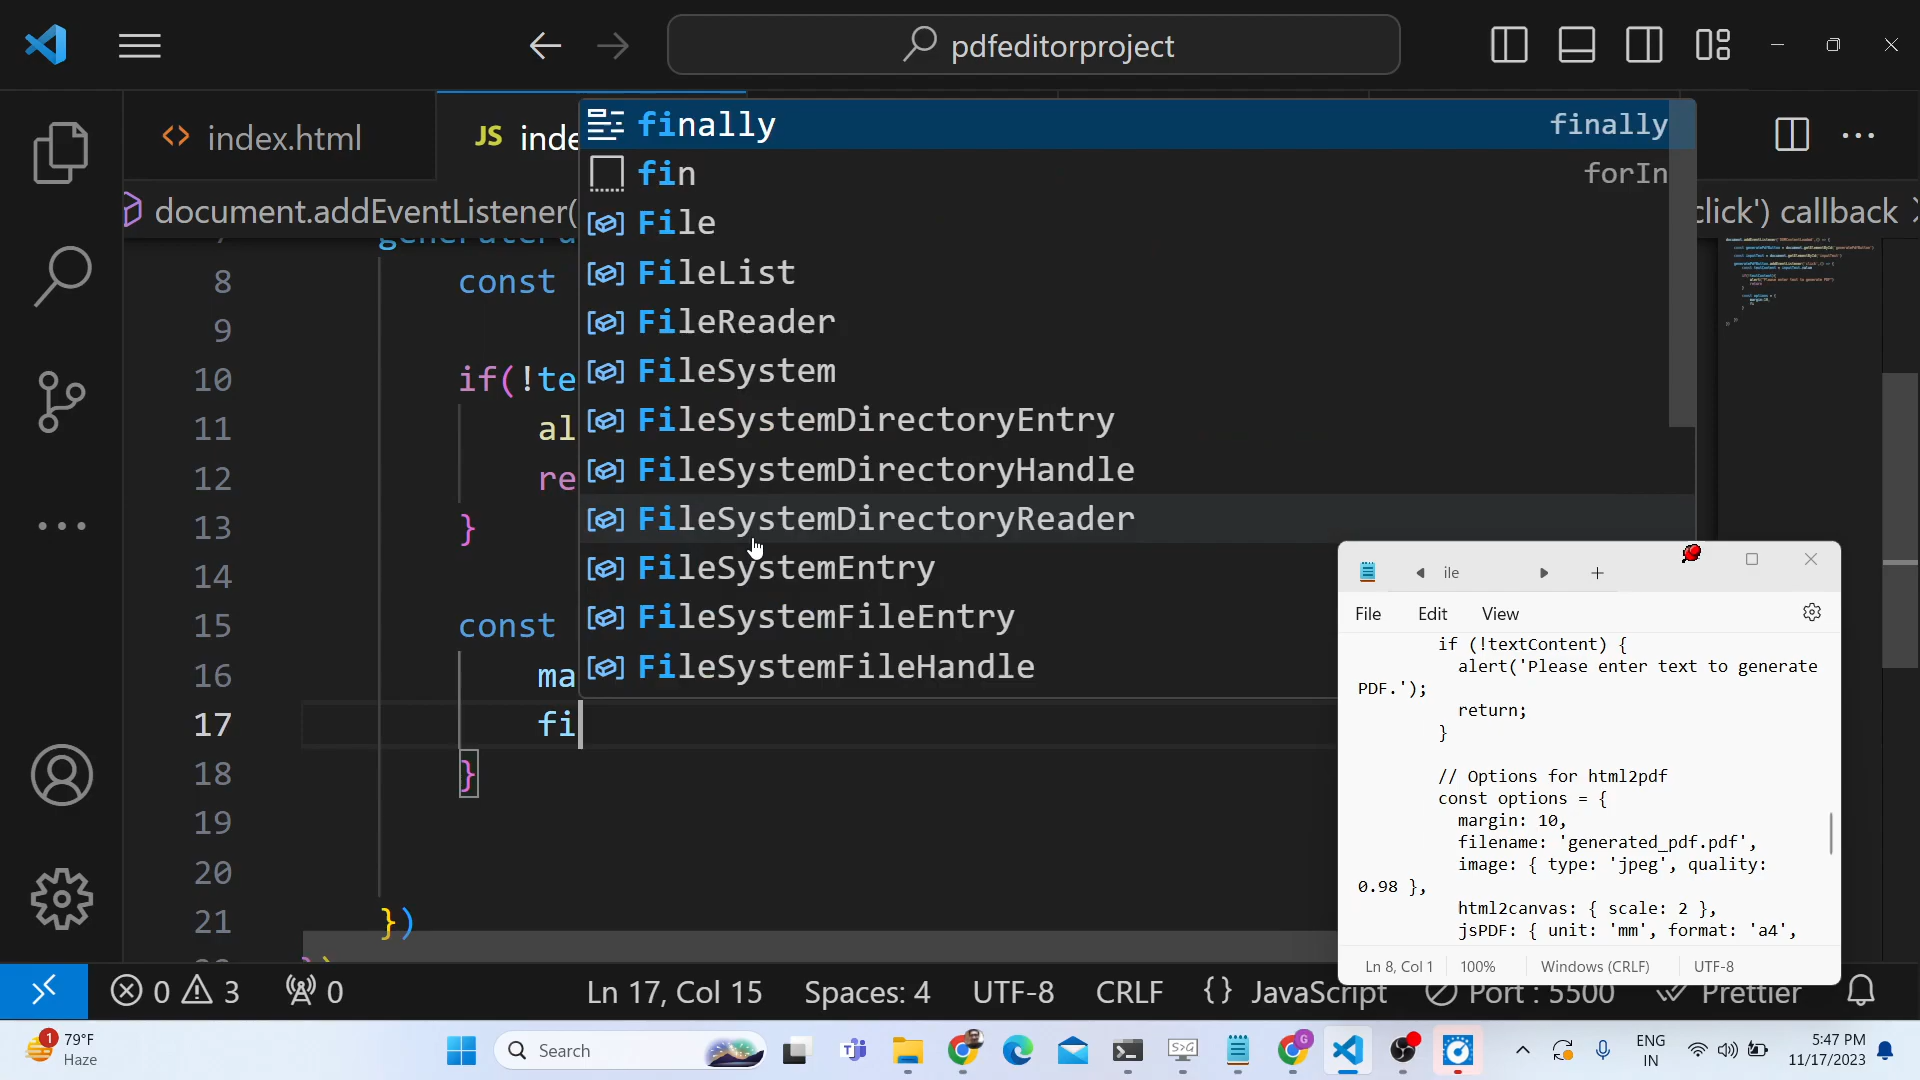 pdfeditorproject
index.html
JS inde
document.addEventListener(
click') callback
finally finally
fin forIn
File
FileList
FileReader
FileSystem
FileSystemDirectoryEntry
FileSystemDirectoryHandle
FileSystemDirectoryReader
FileSystemEntry
FileSystemFileEntry
FileSystemFileHandle
8 const
9
10 if(!te
11 al
12 re
13 }
14
15 const
16 ma
17 fi
18 }
19
20
21 })
ile
File Edit View
if (!textContent) {
alert('Please enter text to generate
PDF.');
return;
}
// Options for html2pdf
const options = {
margin: 10,
filename: 'generated_pdf.pdf',
image: { type: 'jpeg', quality:
0.98 },
html2canvas: { scale: 2 },
jsPDF: { unit: 'mm', format: 'a4',
Ln 8, Col 1 100% Windows (CRLF) UTF-8
0 3 0 Ln 17, Col 15 Spaces: 4 UTF-8 CRLF {} JavaScript Port : 5500 Prettier
1 79°F
Haze
Search
ENG
IN
5:47 PM
11/17/2023